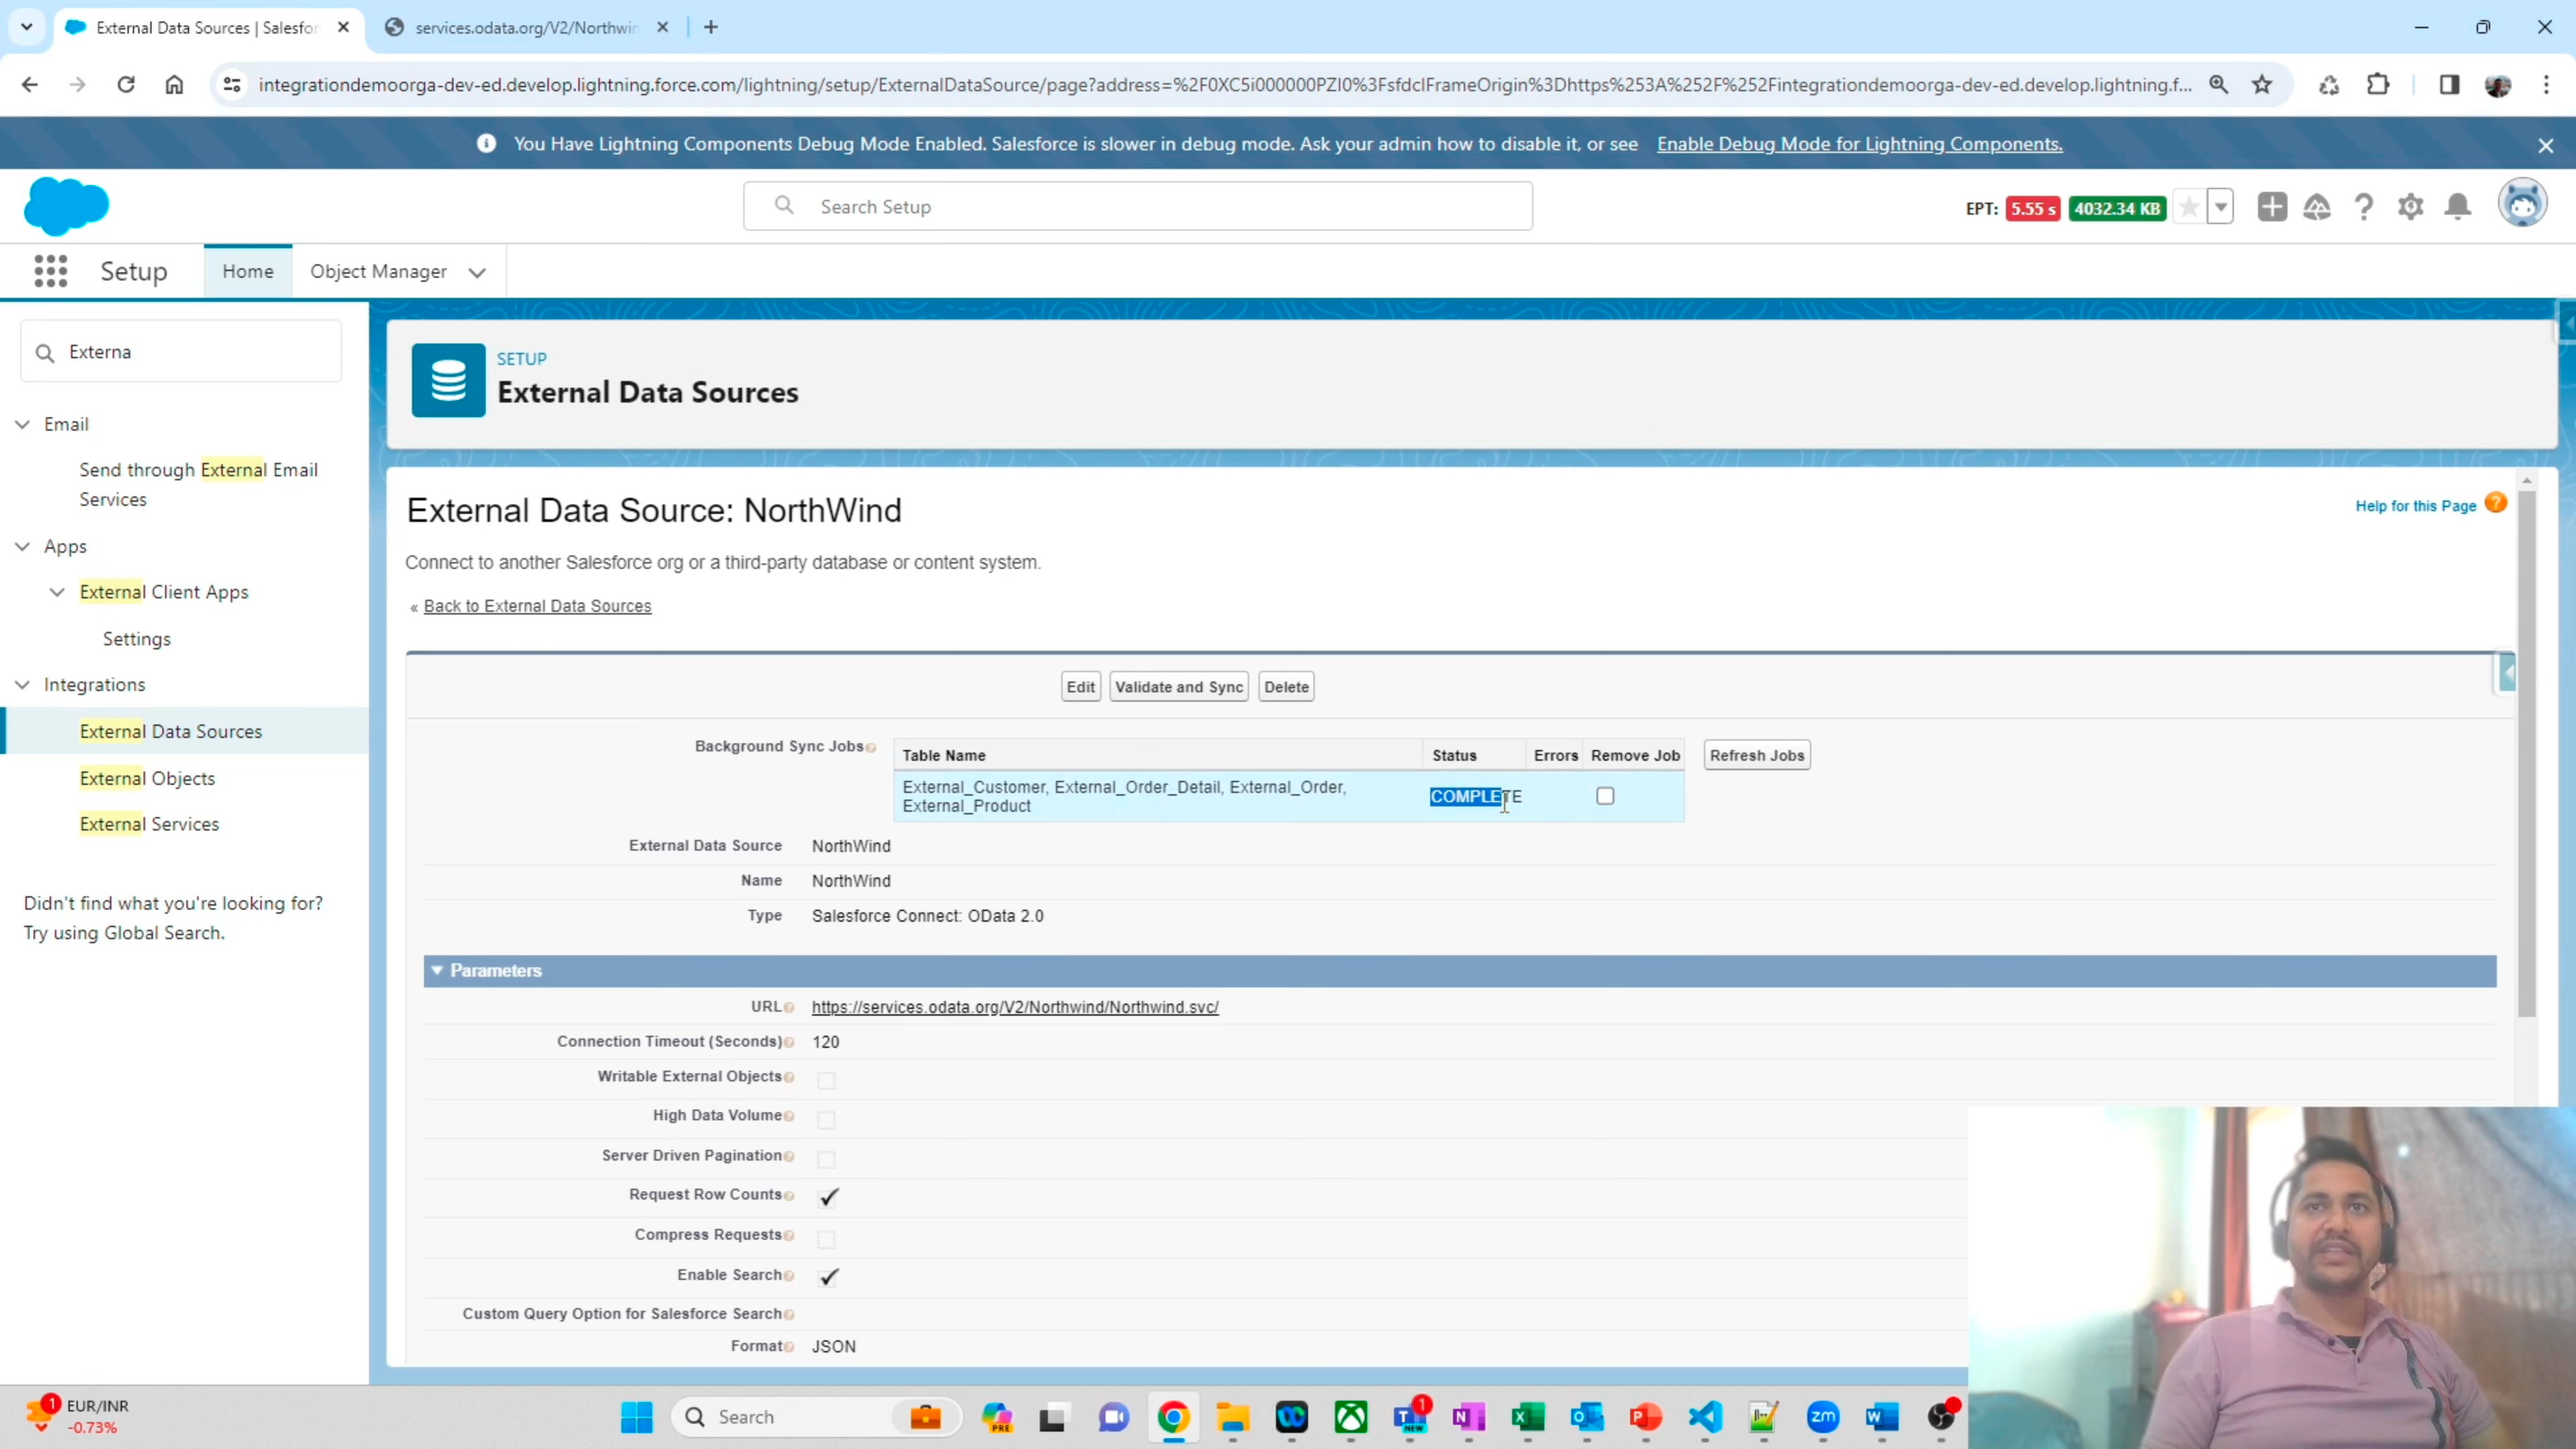 External Data Sources | Salesfor
services.odata.org/V2/Northwin
integrationdemoorga-dev-ed.develop.lightning.force.com/lightning/setup/ExternalDataSource/page?address=%2F0XC5i000000PZI0%3FsfdcIFrameOrigin%3Dhttps%253A%252F%252Fintegrationdemoorga-dev-ed.develop.lightning.f...
You Have Lightning Components Debug Mode Enabled. Salesforce is slower in debug mode. Ask your admin how to disable it, or see Enable Debug Mode for Lightning Components.
Search Setup
EPT: 5.55 s 4032.34 KB
Setup
Home
Object Manager
Externa
Email
Send through External Email
Services
Apps
External Client Apps
Settings
Integrations
External Data Sources
External Objects
External Services
Didn't find what you're looking for?
Try using Global Search.
SETUP
External Data Sources
External Data Source: NorthWind
Help for this Page
Connect to another Salesforce org or a third-party database or content system.
« Back to External Data Sources
Edit Validate and Sync Delete
Background Sync Jobs
Table Name Status Errors Remove Job
Refresh Jobs
External_Customer, External_Order_Detail, External_Order,
External_Product
COMPLETE
External Data Source NorthWind
Name NorthWind
Type Salesforce Connect: OData 2.0
Parameters
URL https://services.odata.org/V2/Northwind/Northwind.svc/
Connection Timeout (Seconds) 120
Writable External Objects
High Data Volume
Server Driven Pagination
Request Row Counts
Compress Requests
Enable Search
Custom Query Option for Salesforce Search
Format JSON
1
EUR/INR
-0.73%
Search
PRE
1
NEW
zm